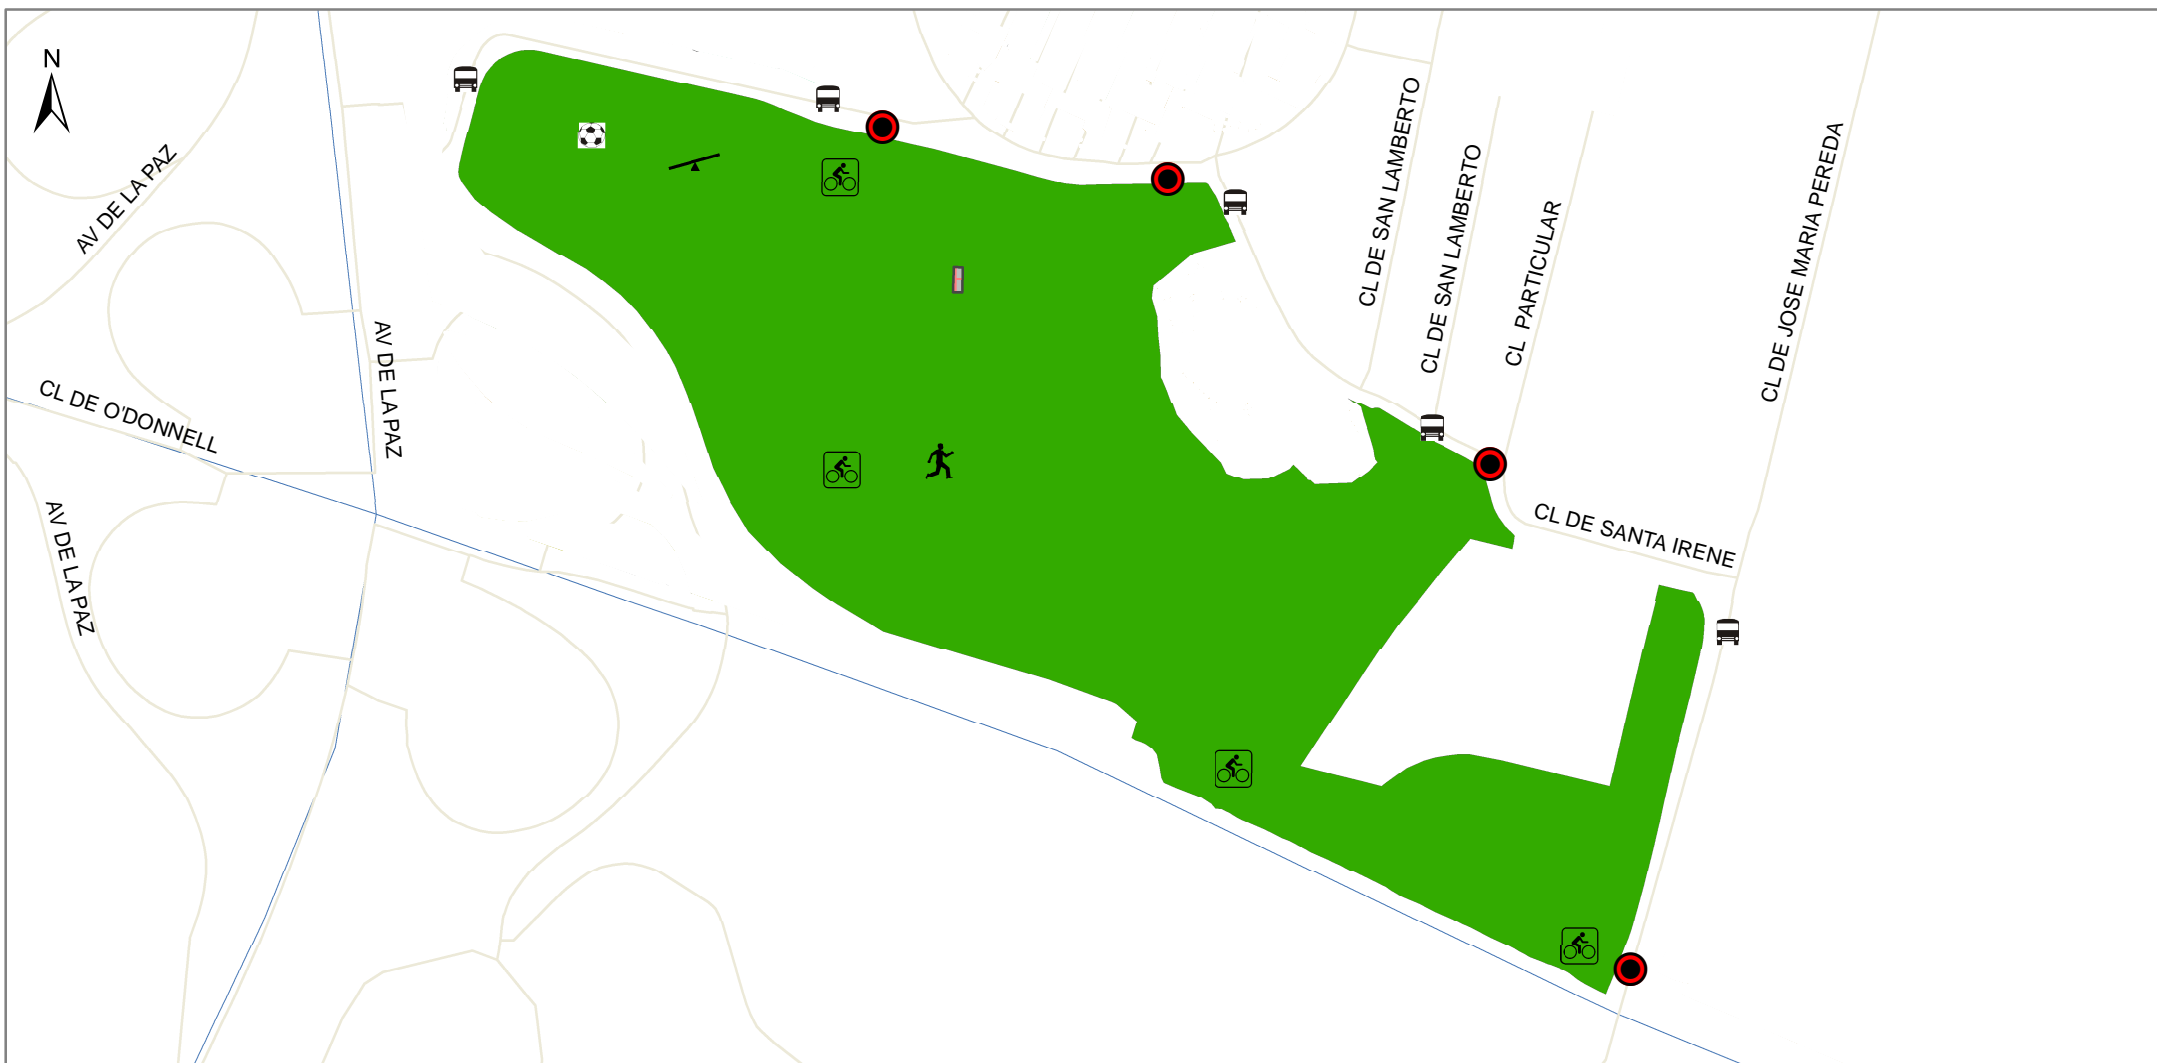 N
AV DE LA PAZ
CL DE SAN LAMBERTO
CL DE SAN LAMBERTO
CL PARTICULAR
CL DE JOSE MARIA PEREDA
AV DE LA PAZ
CL DE O'DONNELL
AV DE LA PAZ
CL DE SANTA IRENE